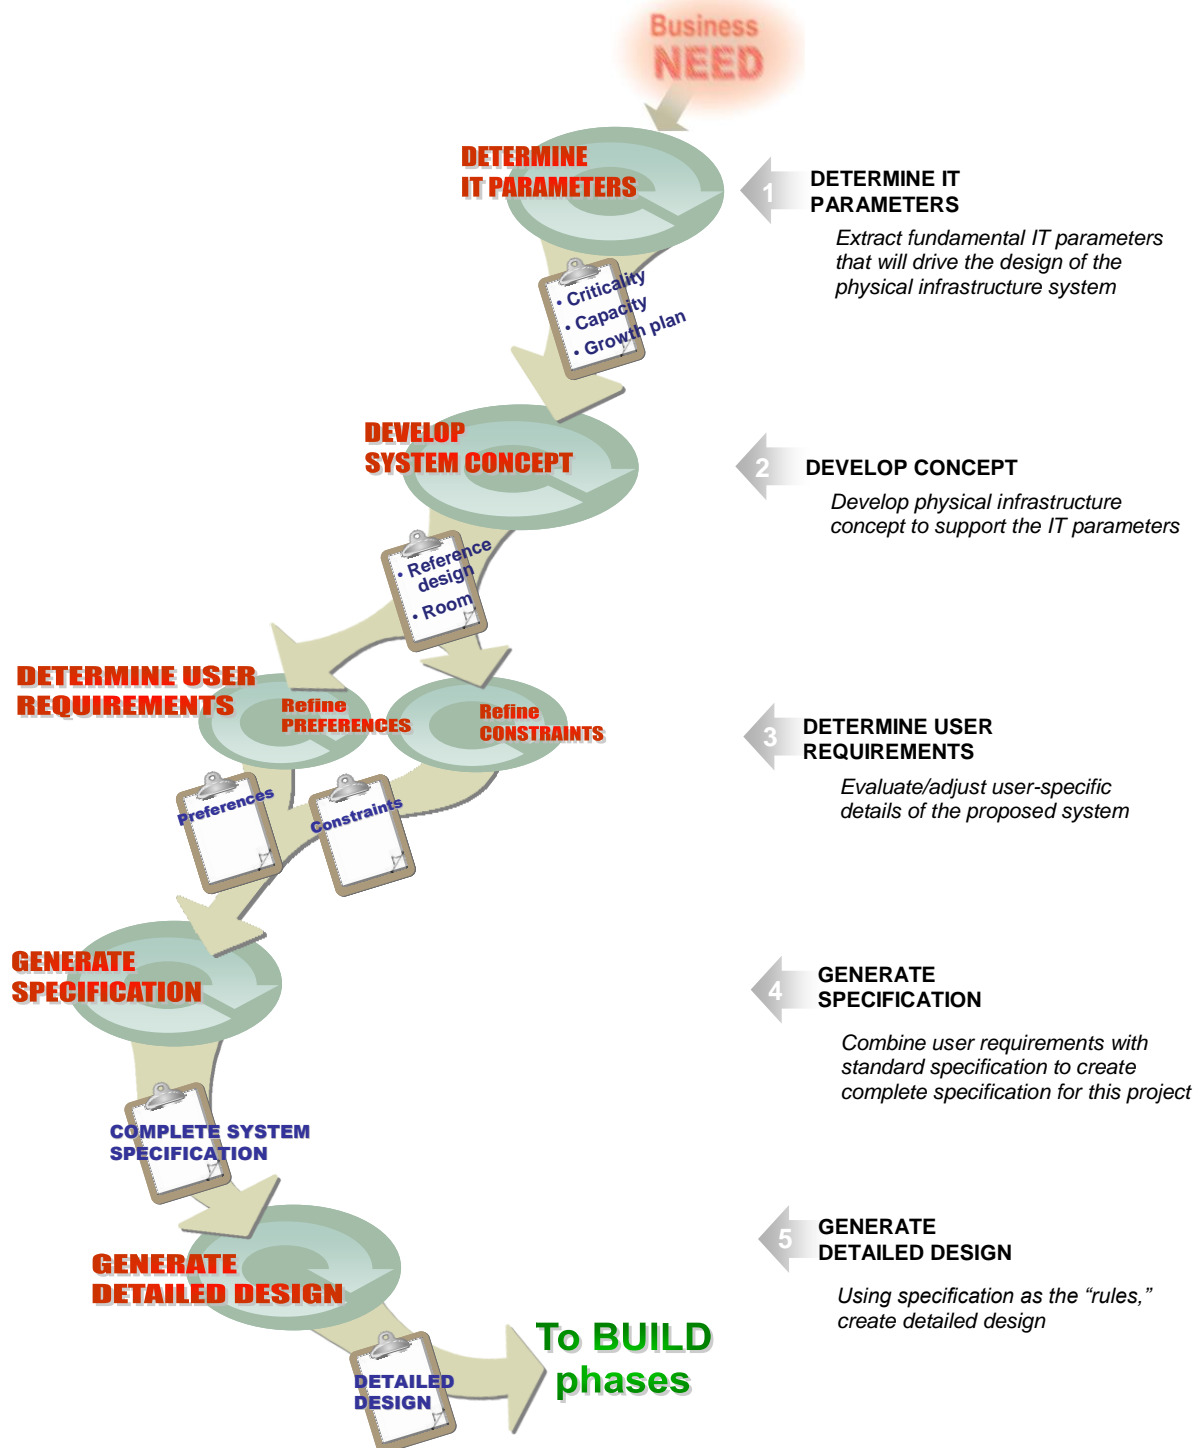 Business
NEED
DETERMINE
IT PARAMETERS
1
DETERMINE IT
PARAMETERS
Extract fundamental IT parameters
that will drive the design of the
physical infrastructure system
• Criticality
• Capacity
• Growth plan
DEVELOP
SYSTEM CONCEPT
2
DEVELOP CONCEPT
Develop physical infrastructure
concept to support the IT parameters
• Reference
design
• Room
DETERMINE USER
REQUIREMENTS
Refine
PREFERENCES
Refine
CONSTRAINTS
3
DETERMINE USER
REQUIREMENTS
Evaluate/adjust user-specific
details of the proposed system
Preferences
Constraints
GENERATE
SPECIFICATION
4
GENERATE
SPECIFICATION
Combine user requirements with
standard specification to create
complete specification for this project
COMPLETE SYSTEM
SPECIFICATION
GENERATE
DETAILED DESIGN
5
GENERATE
DETAILED DESIGN
Using specification as the “rules,”
create detailed design
DETAILED
DESIGN
To BUILD
phases